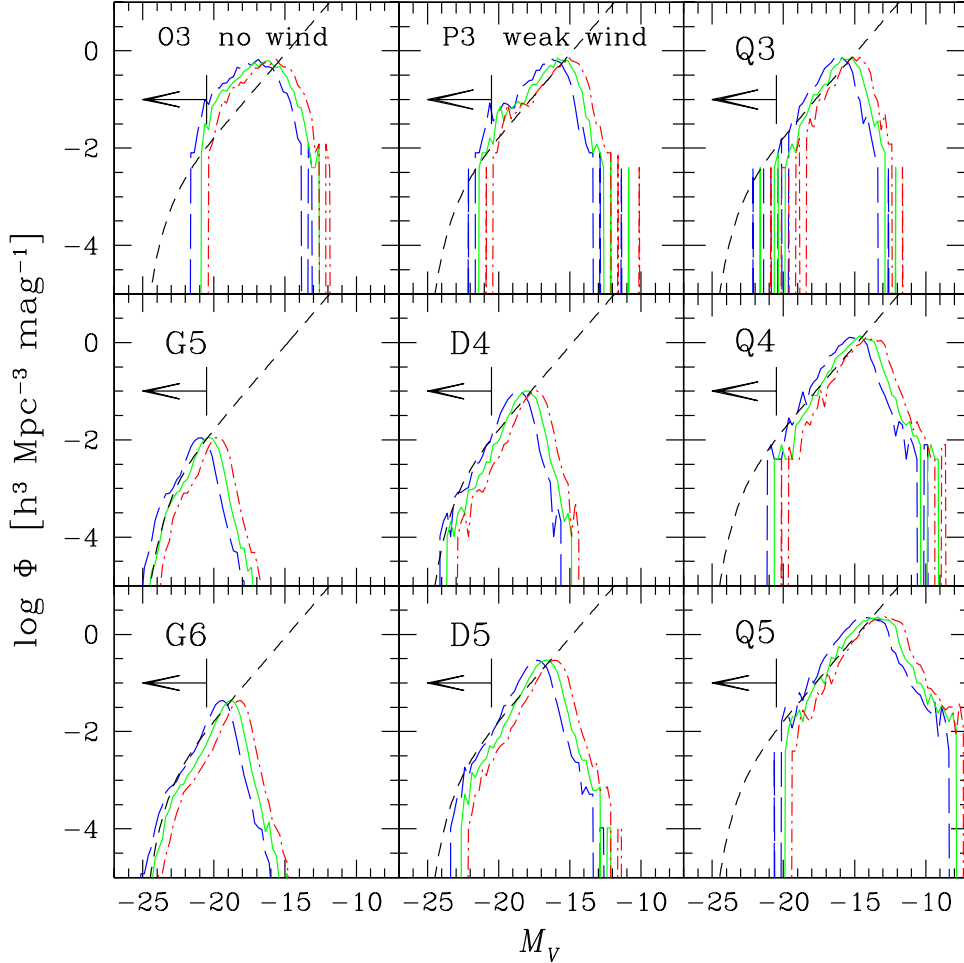 O3 no wind
P3 weak wind
Q3
0
−2
−4
G5
D4
Q4
0
−2
−4
G6
D5
Q5
0
−2
−4
log Φ [h³ Mpc⁻³ mag⁻¹]
−25 −20 −15
−25 −20 −15 −10
−25 −20 −15 −10
M_V